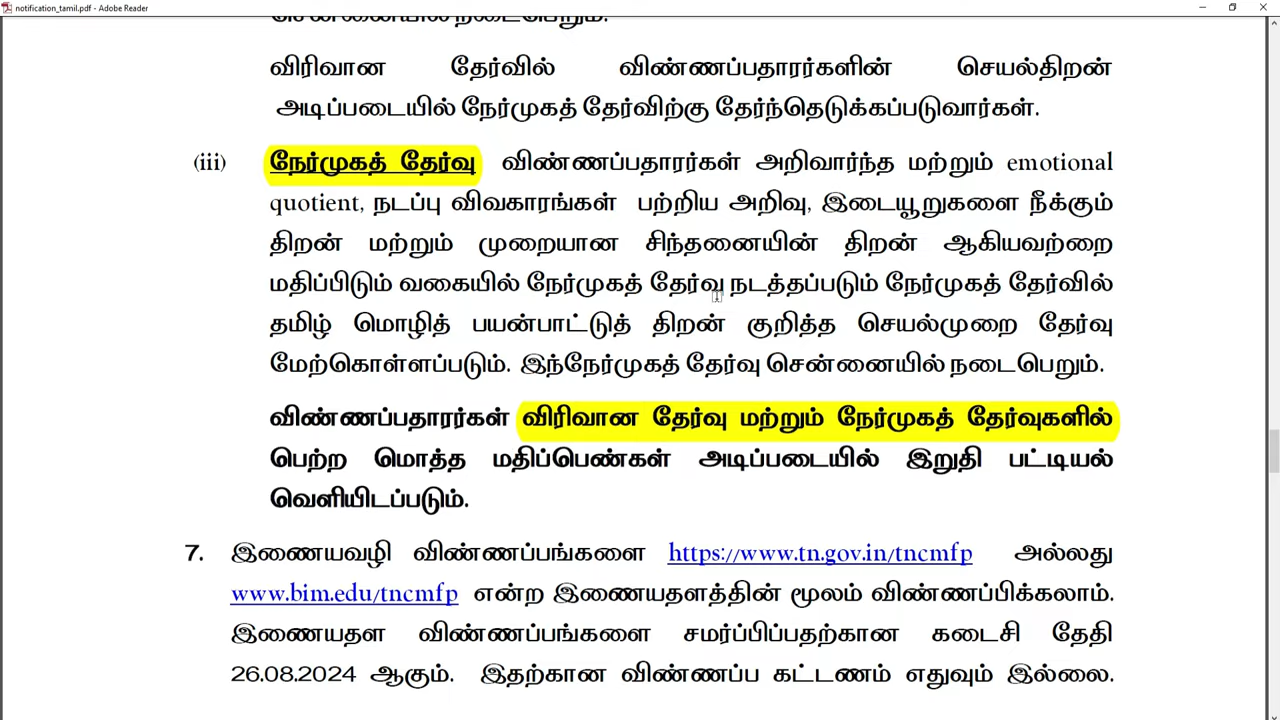 notification_tamil.pdf - Adobe Reader
சென்னையில் நடைபெறும்.
விரிவான தேர்வில் விண்ணப்பதாரர்களின் செயல்திறன்
அடிப்படையில் நேர்முகத் தேர்விற்கு தேர்ந்தெடுக்கப்படுவார்கள்.
(iii) நேர்முகத் தேர்வு விண்ணப்பதாரர்கள் அறிவார்ந்த மற்றும் emotional
quotient, நடப்பு விவகாரங்கள் பற்றிய அறிவு, இடையூறுகளை நீக்கும்
திறன் மற்றும் முறையான சிந்தனையின் திறன் ஆகியவற்றை
மதிப்பிடும் வகையில் நேர்முகத் தேர்வு நடத்தப்படும் நேர்முகத் தேர்வில்
தமிழ் மொழித் பயன்பாட்டுத் திறன் குறித்த செயல்முறை தேர்வு
மேற்கொள்ளப்படும். இந்நேர்முகத் தேர்வு சென்னையில் நடைபெறும்.
விண்ணப்பதாரர்கள் விரிவான தேர்வு மற்றும் நேர்முகத் தேர்வுகளில்
பெற்ற மொத்த மதிப்பெண்கள் அடிப்படையில் இறுதி பட்டியல்
வெளியிடப்படும்.
7. இணையவழி விண்ணப்பங்களை https://www.tn.gov.in/tncmfp அல்லது
www.bim.edu/tncmfp என்ற இணையதளத்தின் மூலம் விண்ணப்பிக்கலாம்.
இணையதள விண்ணப்பங்களை சமர்ப்பிப்பதற்கான கடைசி தேதி
26.08.2024 ஆகும். இதற்கான விண்ணப்ப கட்டணம் எதுவும் இல்லை.